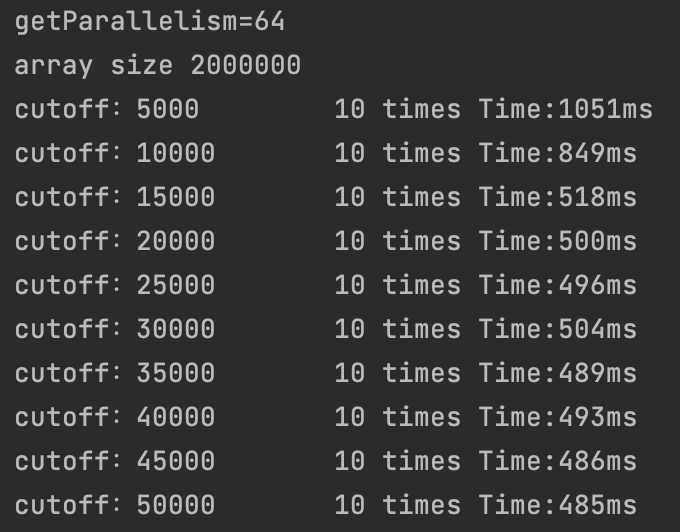 getParallelism=64
array size 2000000
cutoff: 5000 10 times Time:1051ms
cutoff: 10000 10 times Time:849ms
cutoff: 15000 10 times Time:518ms
cutoff: 20000 10 times Time:500ms
cutoff: 25000 10 times Time:496ms
cutoff: 30000 10 times Time:504ms
cutoff: 35000 10 times Time:489ms
cutoff: 40000 10 times Time:493ms
cutoff: 45000 10 times Time:486ms
cutoff: 50000 10 times Time:485ms